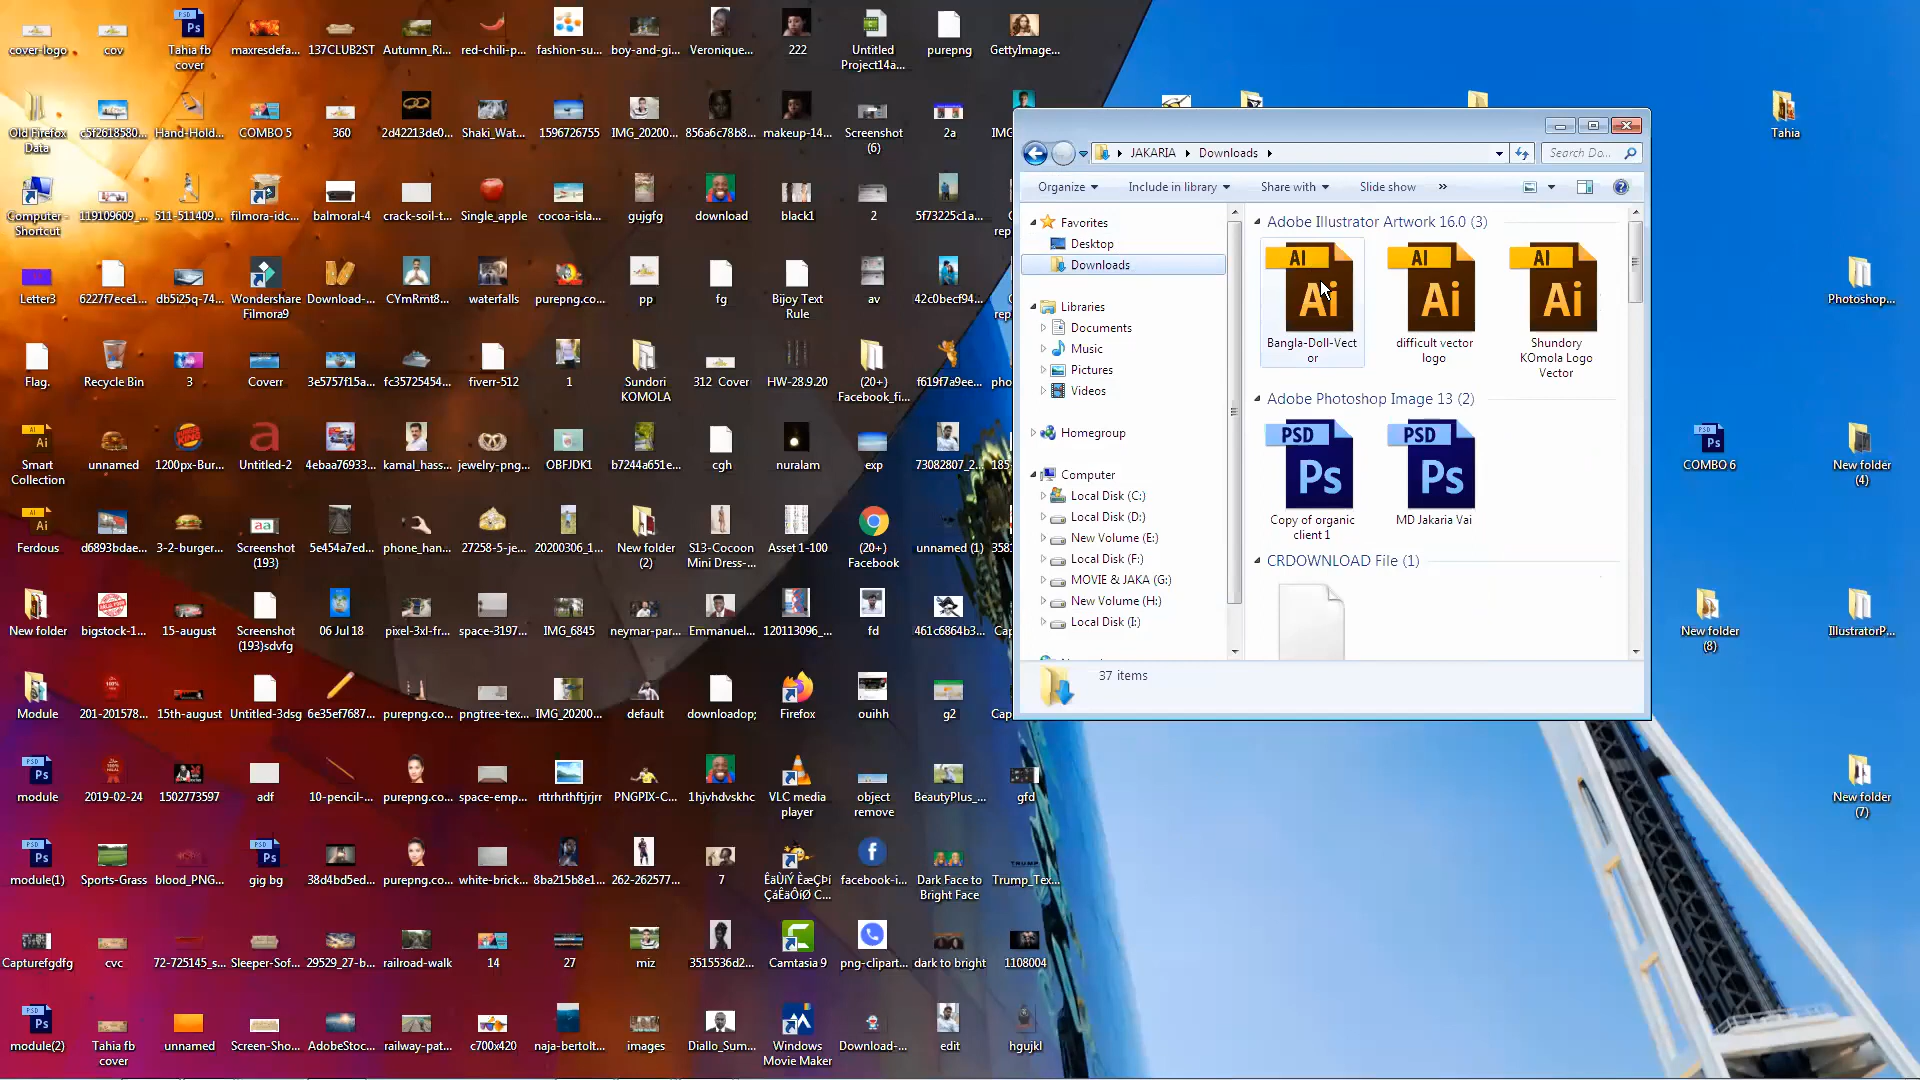 cover-logo
cov
Tahia fb
cover
maxresdefa...
137CLUB2ST
Autumn_Ri...
red-chili-p...
fashion-su...
boy-and-gi...
Veronique...
222
Untitled
Project14a...
purepng
GettyImage...
Old Firefox
Data
c5f2618580...
Hand-Hold...
COMBO 5
360
2d42213de0...
Shaki_Wat...
1596726755
IMG_20200...
856a6c78b8...
makeup-14...
Screenshot
(6)
2a
Tahia
Computer -
Shortcut
119109609_...
511-511409...
filmora-idc...
balmoral-4
crack-soil-t...
Single_apple
cocoa-isla...
gujgfg
download
black1
2
5f73225c1a...
Letter3
6227f7ece1...
db5i25q-74...
Wondershare
Filmora9
Download-...
CYmRmt8...
waterfalls
purepng.co...
pp
fg
Bijoy Text
Rule
av
42c0becf94...
Photoshop...
Flag.
Recycle Bin
3
Coverr
3e5757f15a...
fc35725454...
fiverr-512
1
Sundori
KOMOLA
312 Cover
HW-28.9.20
(20+)
Facebook_fi...
f619f7a9ee...
Smart
Collection
unnamed
1200px-Bur...
Untitled-2
4ebaa76933...
kamal_hass...
jewelry-png...
OBFJDK1
b7244a651e...
cgh
nuralam
exp
73082807_2...
COMBO 6
New folder
(4)
Ferdous
d6893bdae...
3-2-burger...
Screenshot
(193)
5e454a7ed...
phone_han...
27258-5-je...
20200306_1...
New folder
(2)
S13-Cocoon
Mini Dress-...
Asset 1-100
(20+)
Facebook
unnamed (1)
New folder
bigstock-1...
15-august
Screenshot
(193)sdvfg
06 Jul 18
pixel-3xl-fr...
space-3197...
IMG_6845
neymar-par...
Emmanuel...
120113096_...
fd
461c6864b3...
New folder
(8)
IllustratorP...
Module
201-201578...
15th-august
Untitled-3dsg
6e35ef7687...
purepng.co...
pngtree-tex...
IMG_20200...
default
downloadop;
Firefox
ouihh
g2
module
2019-02-24
1502773597
adf
10-pencil-...
purepng.co...
space-emp...
rttrhrthftjrjrr
PNGPIX-C...
1hjvhdvskhc
VLC media
player
object
remove
BeautyPlus_...
gfd
New folder
(7)
module(1)
Sports-Grass
blood_PNG...
gig bg
38d4bd5ed...
purepng.co...
white-brick...
8ba215b8e1...
262-262577...
7
ÊäÙíÝ ÈæÇÞí
ÇáÊäÔíØ C...
facebook-i...
Dark Face to
Bright Face
Trump_Tex...
Capturefgdfg
cvc
72-725145_s...
Sleeper-Sof...
29529_27-b...
railroad-walk
14
27
miz
3515536d2...
Camtasia 9
png-clipart...
dark to bright
1108004
module(2)
Tahia fb
cover
unnamed
Screen-Sho...
AdobeStoc...
railway-pat...
c700x420
naja-bertolt...
images
Diallo_Sum...
Windows
Movie Maker
Download-...
edit
hgujkl
JAKARIA Downloads
Search Do...
Organize Include in library Share with Slide show »
Favorites
Desktop
Downloads
Libraries
Documents
Music
Pictures
Videos
Homegroup
Computer
Local Disk (C:)
Local Disk (D:)
New Volume (E:)
Local Disk (F:)
MOVIE & JAKA (G:)
New Volume (H:)
Local Disk (I:)
Adobe Illustrator Artwork 16.0 (3)
Bangla-Doll-Vect
or
difficult vector
logo
Shundory
KOmola Logo
Vector
Adobe Photoshop Image 13 (2)
Copy of organic
client 1
MD Jakaria Vai
CRDOWNLOAD File (1)
37 items